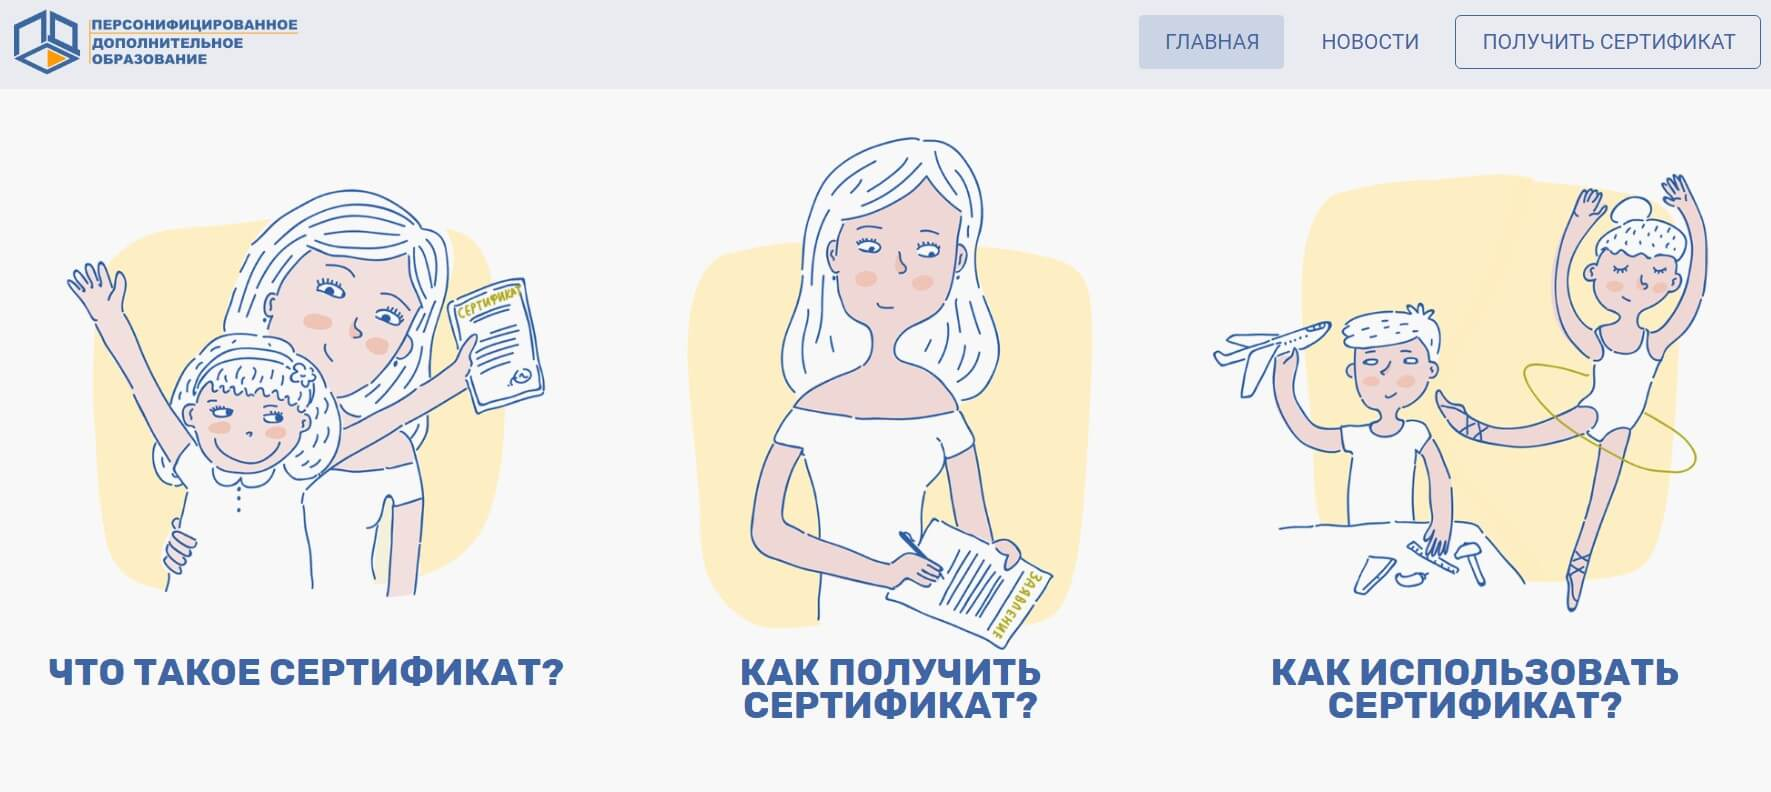 ПЕРСОНИФИЦИРОВАННОЕ
ДОПОЛНИТЕЛЬНОЕ
ОБРАЗОВАНИЕ
ГЛАВНАЯ
НОВОСТИ
ПОЛУЧИТЬ СЕРТИФИКАТ
СЕРТИФИКАТ
ЗАЯВЛЕНИЕ
ЧТО ТАКОЕ СЕРТИФИКАТ?
КАК ПОЛУЧИТЬ
СЕРТИФИКАТ?
КАК ИСПОЛЬЗОВАТЬ
СЕРТИФИКАТ?